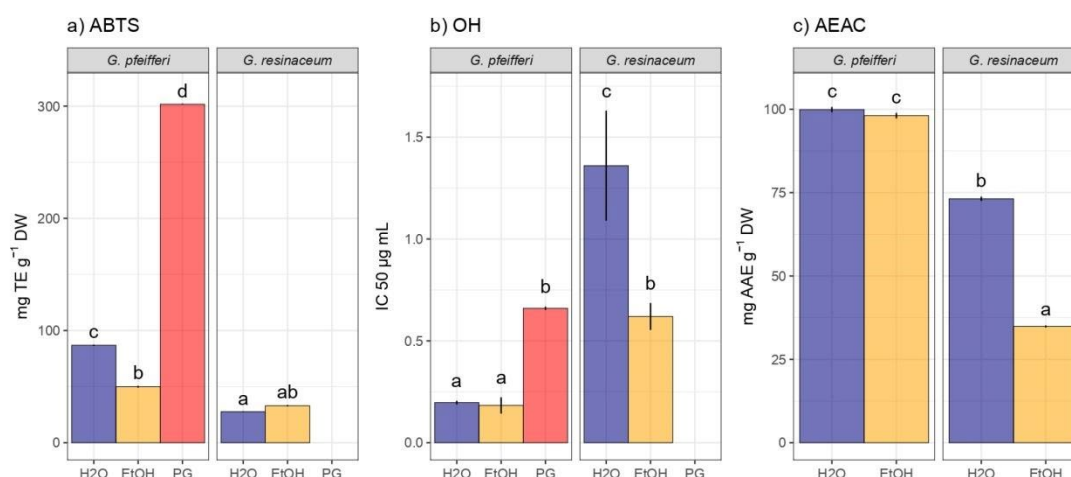 a) ABTS
G. pfeifferi
G. resinaceum
mg TE g⁻¹ DW
300
200
100
0
c
b
d
a
ab
H2O
EtOH
PG
H2O
EtOH
PG
b) OH
G. pfeifferi
G. resinaceum
IC 50 µg mL
1.5
1.0
0.5
0.0
a
a
b
c
b
H2O
EtOH
PG
H2O
EtOH
PG
c) AEAC
G. pfeifferi
G. resinaceum
mg AAE g⁻¹ DW
100
75
50
25
0
c
c
b
a
H2O
EtOH
H2O
EtOH